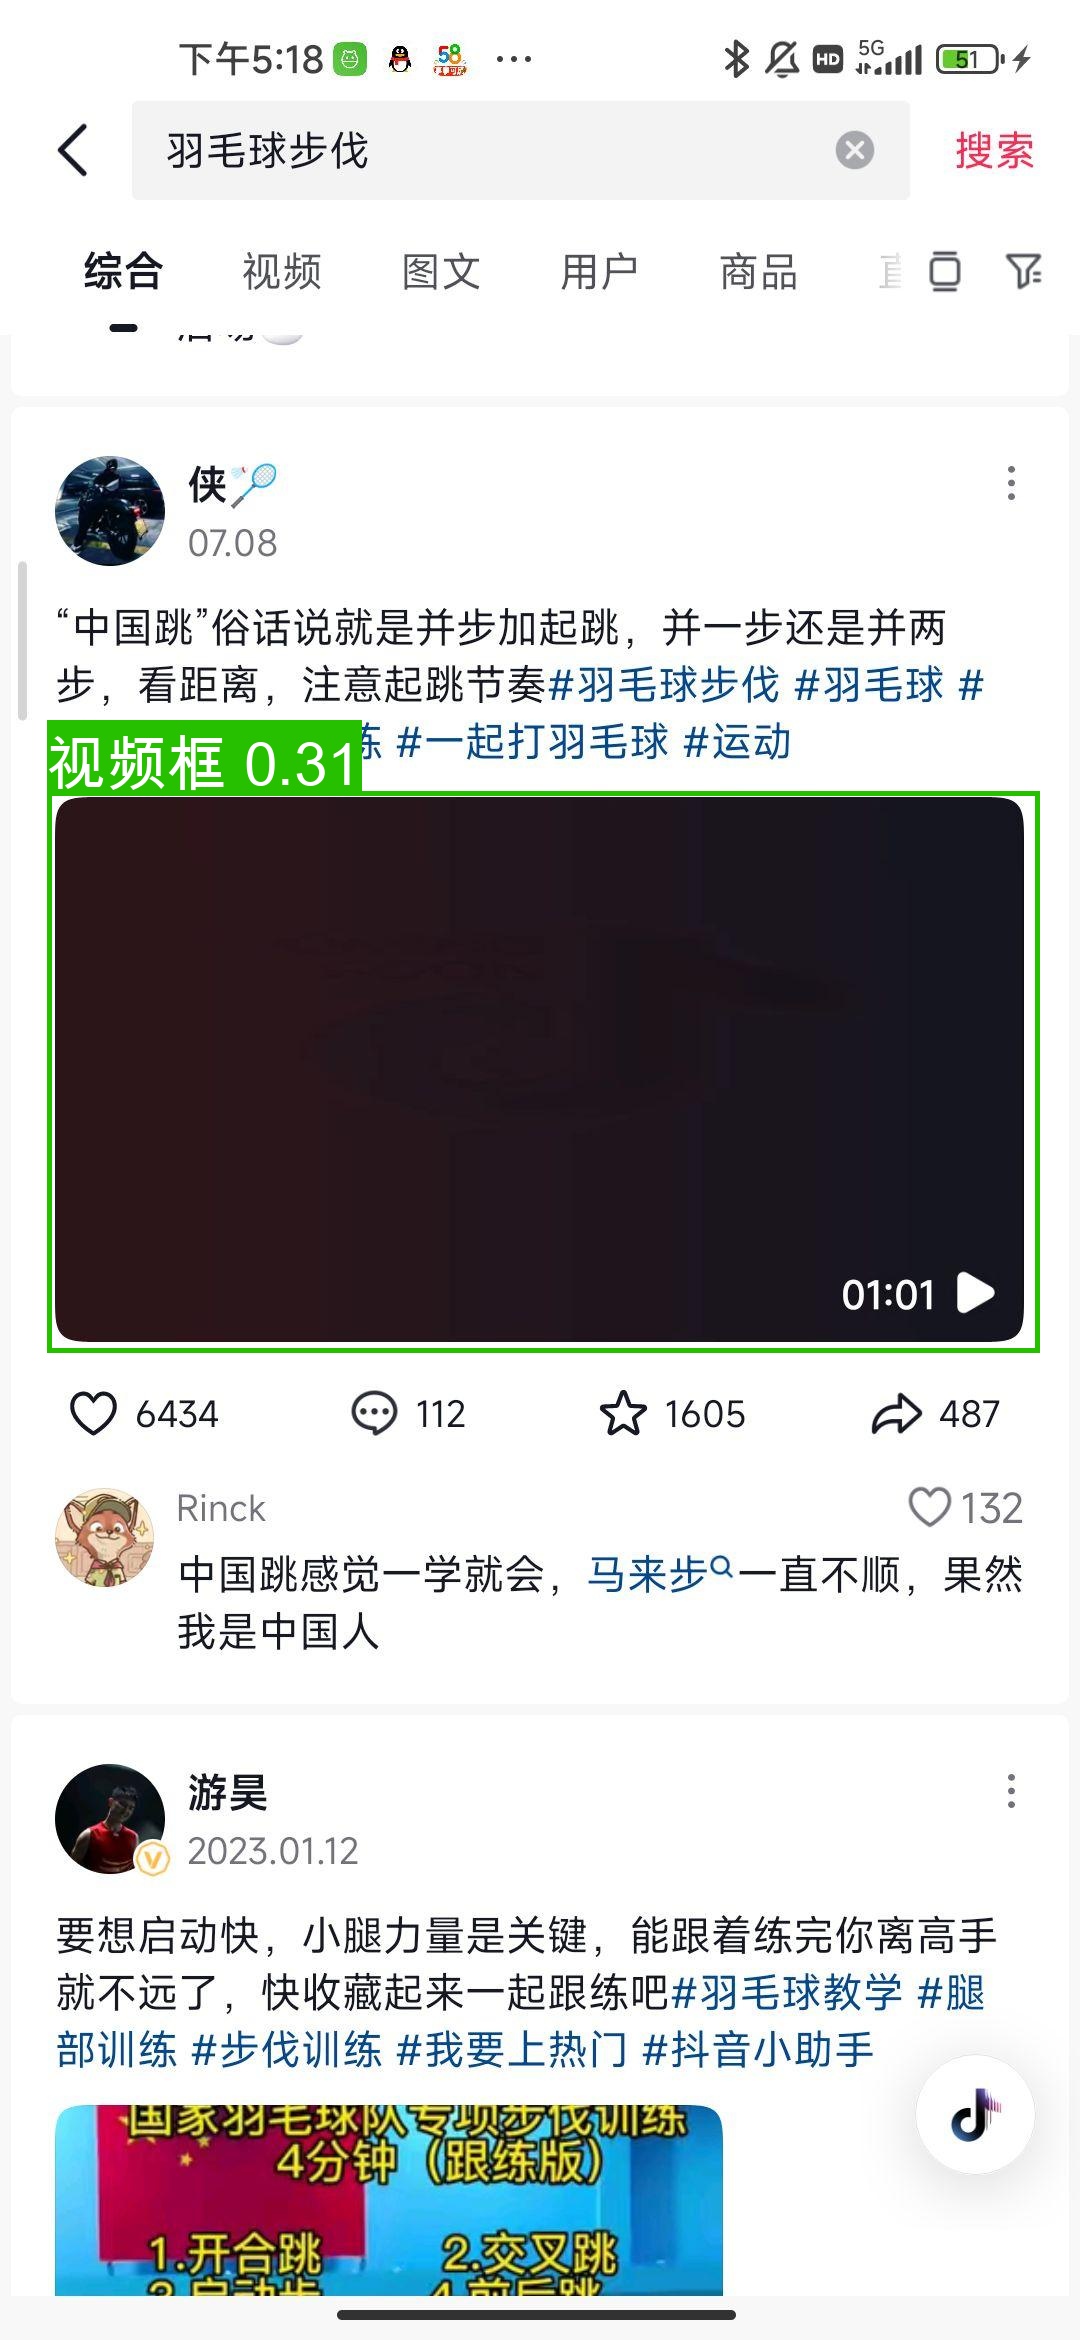 下午5:18
58
HD
5G
51
羽毛球步伐
搜索
综合 视频 图文 用户 商品
侠
07.08
“中国跳”俗话说就是并步加起跳，并一步还是并两
步，看距离，注意起跳节奏#羽毛球步伐 #羽毛球 #
练 #一起打羽毛球 #运动
视频框 0.31
01:01
6434 112 1605 487
Rinck
132
中国跳感觉一学就会，马来步一直不顺，果然
我是中国人
游昊
2023.01.12
要想启动快，小腿力量是关键，能跟着练完你离高手
就不远了，快收藏起来一起跟练吧#羽毛球教学 #腿
部训练 #步伐训练 #我要上热门 #抖音小助手
国家羽毛球队专项步伐训练
4分钟（跟练版）
1.开合跳 2.交叉跳
3.启动步 4.前后跳